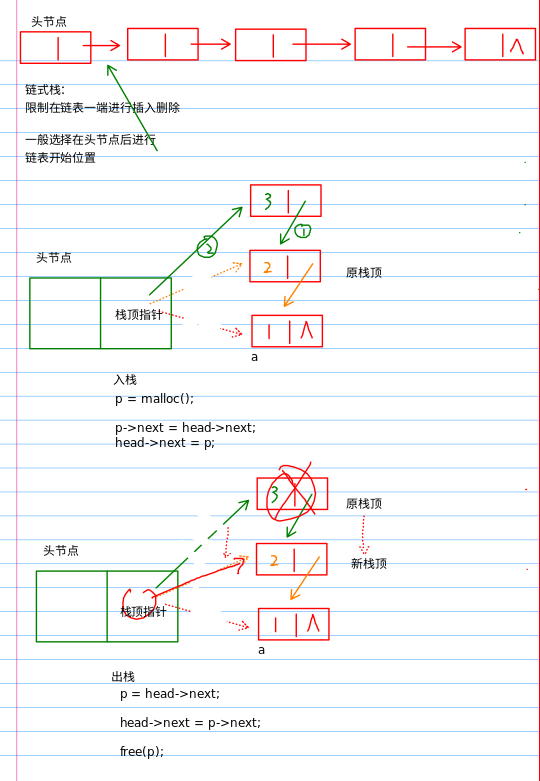 头节点
链式栈：
限制在链表一端进行插入删除
一般选择在头节点后进行
链表开始位置
3
①
②
头节点
2
原栈顶
栈顶指针
1 ∧
a
入栈
p = malloc();
p->next = head->next;
head->next = p;
3
原栈顶
头节点
2
新栈顶
栈顶指针
1 ∧
a
出栈
p = head->next;
head->next = p->next;
free(p);